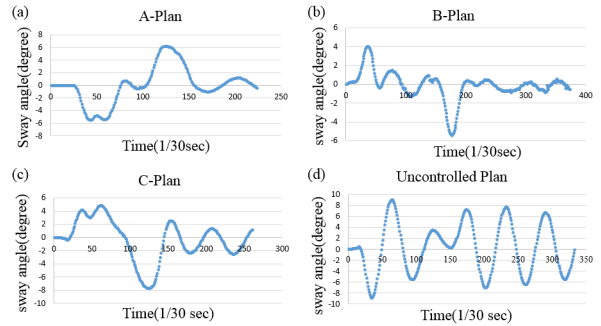 (a)
A-Plan
Sway angle(degree)
8
6
4
2
0
-2
-4
-6
-8
0 50 100 150 200 250
Time(1/30sec)
(b)
B-Plan
sway angle(degree)
6
4
2
0
-2
-4
-6
0 100 200 300 400
Time(1/30sec)
(c)
C-Plan
sway angle(degree)
8
6
4
2
0
-2
-4
-6
-8
-10
0 50 100 150 200 250 300
Time(1/30 sec)
(d)
Uncontrolled Plan
sway angle(degree)
10
8
6
4
2
0
-2
-4
-6
-8
-10
0 50 100 150 200 250 300 350
Time(1/30 sec)